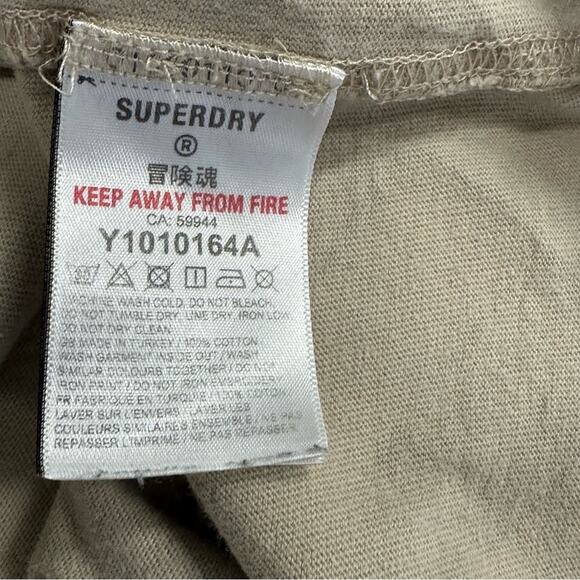 SUPERDRY
®
冒険魂
KEEP AWAY FROM FIRE
CA: 59944
Y1010164A
MACHINE WASH COLD. DO NOT BLEACH.
DO NOT TUMBLE DRY. LINE DRY. IRON LOW
DO NOT DRY CLEAN
GB MADE IN TURKEY / 100% COTTON
WASH GARMENT INSIDE OUT / WASH
SIMILAR COLOURS TOGETHER / DO NOT
IRON PRINT / DO NOT IRON EMBROIDERY
FR FABRIQUÉ EN TURQUIE / 100% COTON
LAVER SUR L'ENVERS / LAVER LES
COULEURS SIMILAIRES ENSEMBLE / NE PAS
REPASSER L'IMPRIMÉ / NE PAS REPASSER